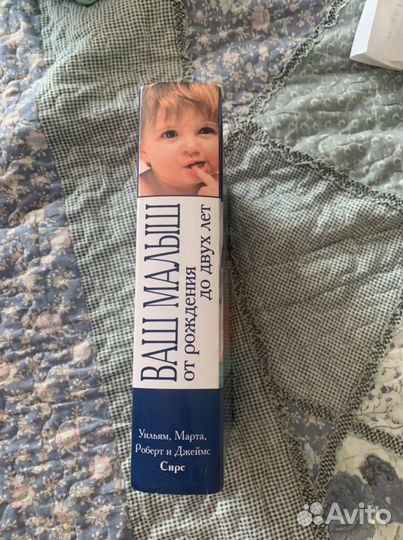 ВАШ МАЛЫШ
от рождения
до двух лет
Уильям, Марта,
Роберт и Джеймс
Сирс
Avito